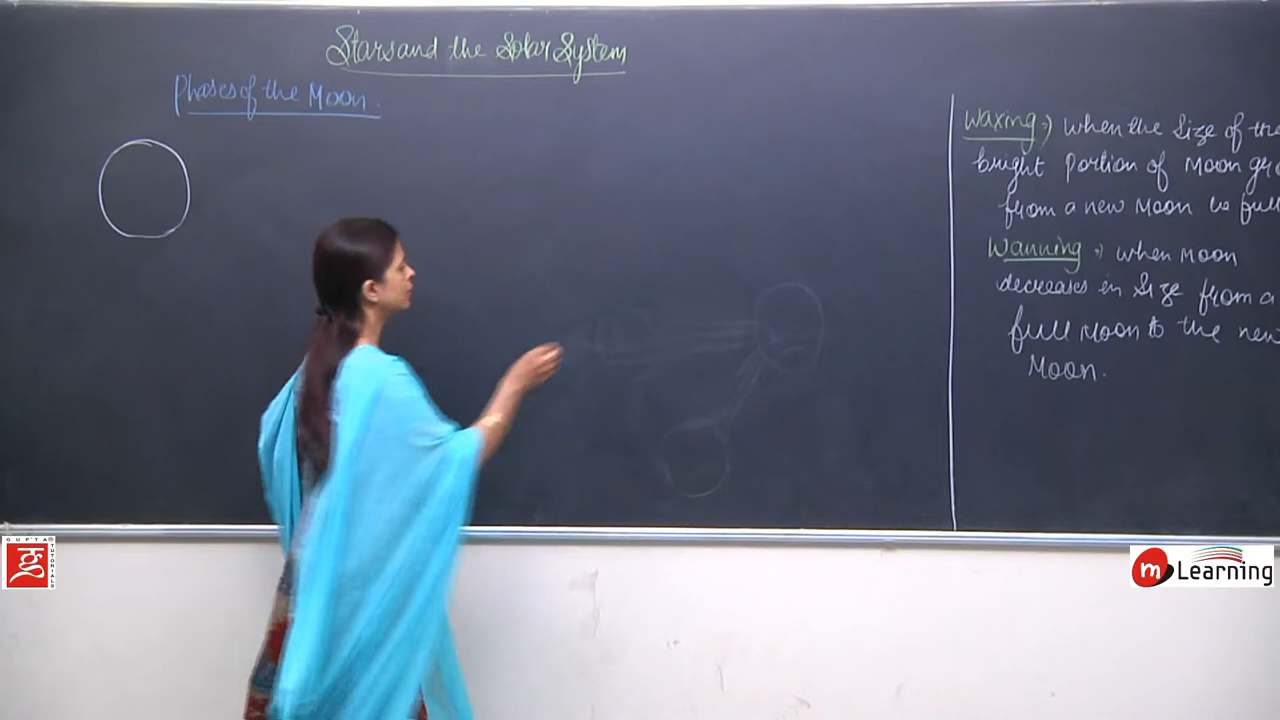 Stars and the Solar System
Phases of the Moon.
Waxing :) when the size of the
bright Portion of Moon
from a new Moon to full
Wanning :) when Moon
decreases in size from a
full Moon to the new
Moon.
GUPTA TUTORIALS
m Learning